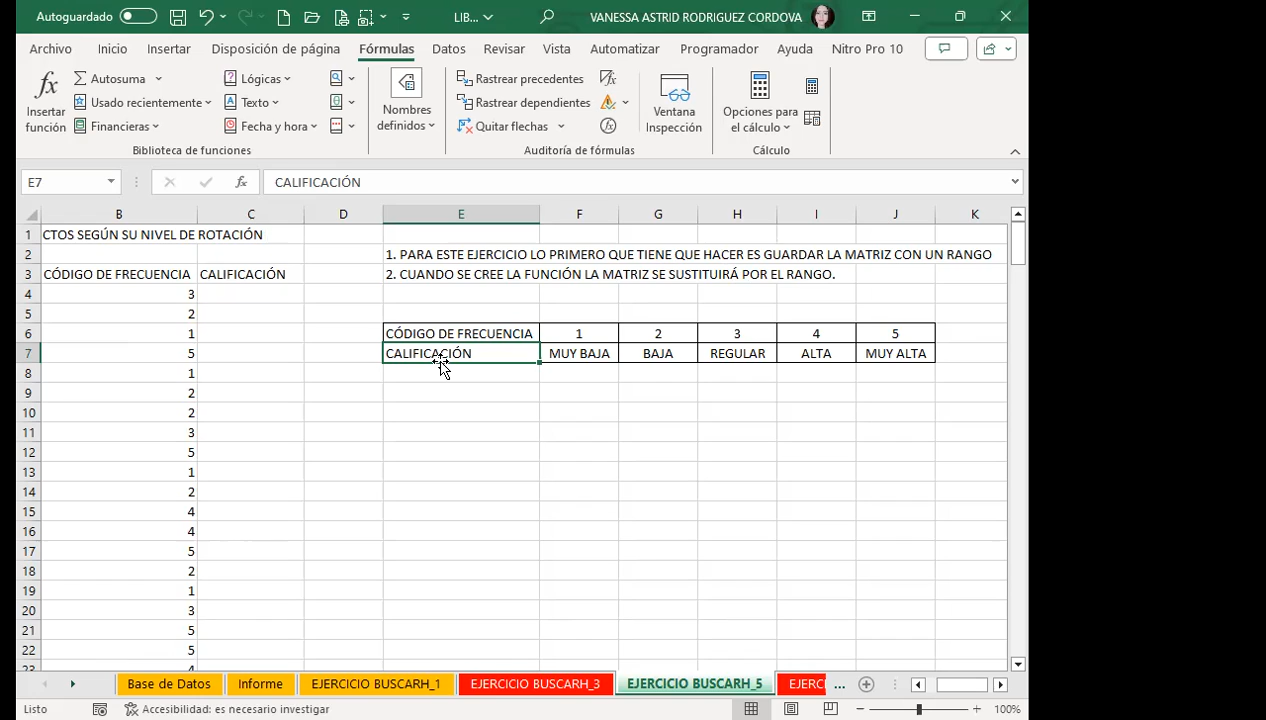 Autoguardado
LIB...
VANESSA ASTRID RODRIGUEZ CORDOVA
Archivo Inicio Insertar Disposición de página Fórmulas Datos Revisar Vista Automatizar Programador Ayuda Nitro Pro 10
Insertar función
Autosuma
Usado recientemente
Financieras
Lógicas
Texto
Fecha y hora
Biblioteca de funciones
Nombres definidos
Rastrear precedentes
Rastrear dependientes
Quitar flechas
Ventana Inspección
Auditoría de fórmulas
Opciones para el cálculo
Cálculo
E7 fx CALIFICACIÓN
B C D E F G H I J K
1 CTOS SEGÚN SU NIVEL DE ROTACIÓN
2 1. PARA ESTE EJERCICIO LO PRIMERO QUE TIENE QUE HACER ES GUARDAR LA MATRIZ CON UN RANGO
3 CÓDIGO DE FRECUENCIA CALIFICACIÓN 2. CUANDO SE CREE LA FUNCIÓN LA MATRIZ SE SUSTITUIRÁ POR EL RANGO.
4 3
5 2
6 1 CÓDIGO DE FRECUENCIA 1 2 3 4 5
7 5 CALIFICACIÓN MUY BAJA BAJA REGULAR ALTA MUY ALTA
8 1
9 2
10 2
11 3
12 5
13 1
14 2
15 4
16 4
17 5
18 2
19 1
20 3
21 5
22 5
23 4
Base de Datos Informe EJERCICIO BUSCARH_1 EJERCICIO BUSCARH_3 EJERCICIO BUSCARH_5 EJERC ...
Listo Accesibilidad: es necesario investigar 100%